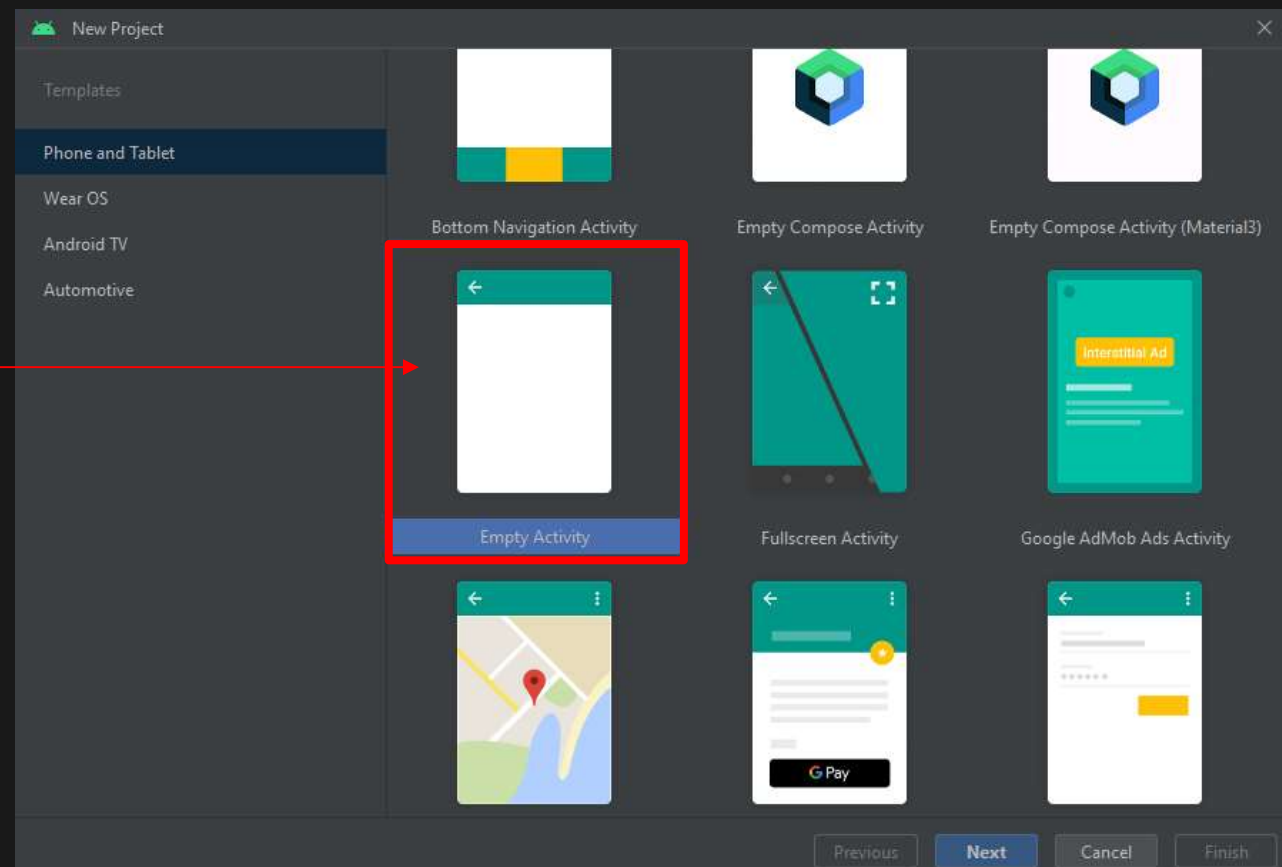 New Project
Templates
Phone and Tablet
Wear OS
Android TV
Automotive
Bottom Navigation Activity
Empty Compose Activity
Empty Compose Activity (Material3)
Interstitial Ad
Empty Activity
Fullscreen Activity
Google AdMob Ads Activity
G Pay
Previous
Next
Cancel
Finish